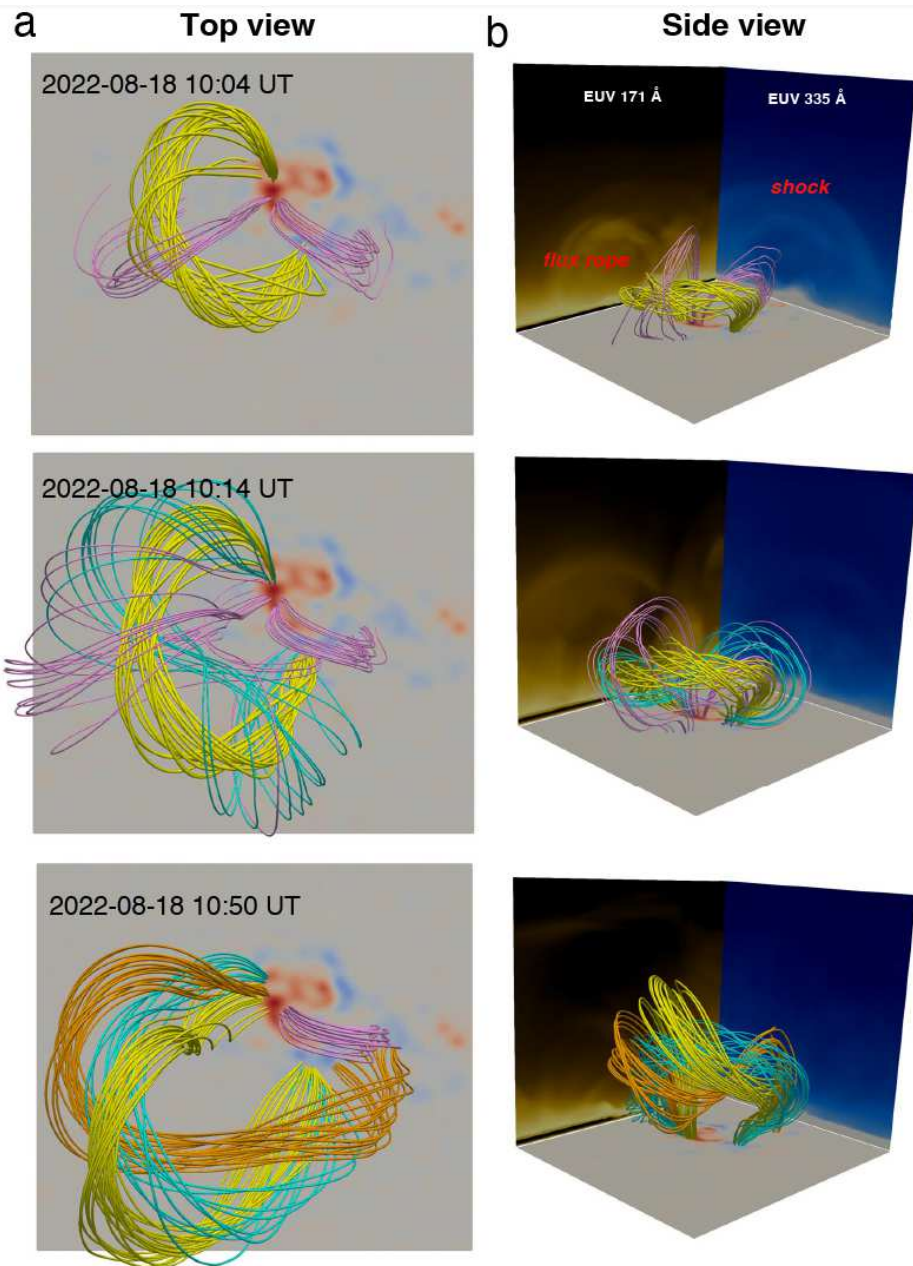 a
Top view
b
Side view
2022-08-18 10:04 UT
EUV 171 Å
EUV 335 Å
shock
flux rope
2022-08-18 10:14 UT
2022-08-18 10:50 UT